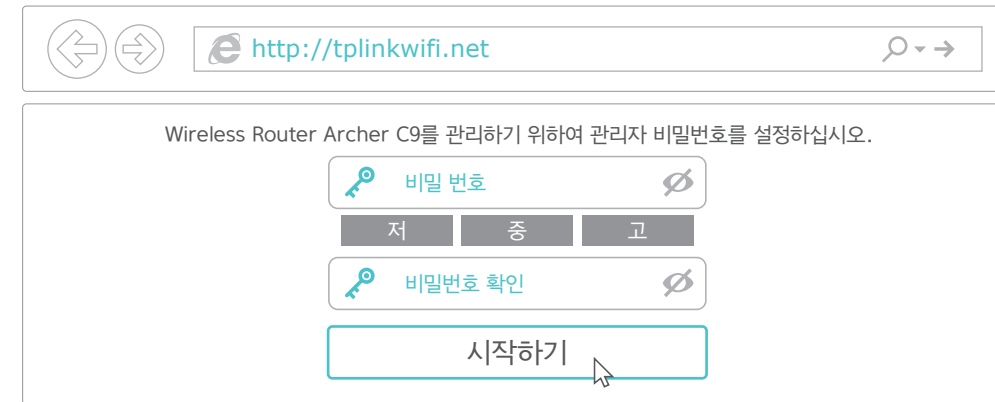 http://tplinkwifi.net
Wireless Router Archer C9를 관리하기 위하여 관리자 비밀번호를 설정하십시오.
비밀 번호
저 중 고
비밀번호 확인
시작하기